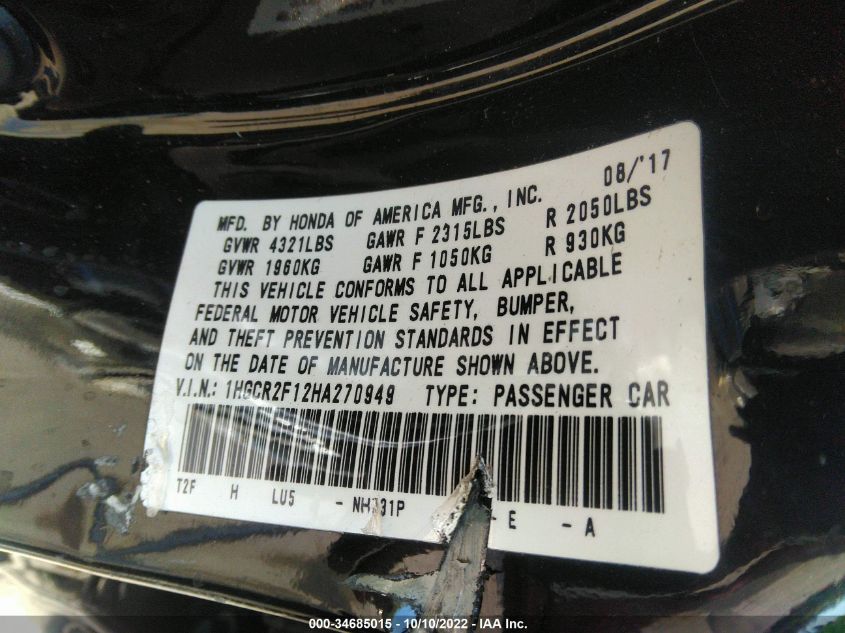 08/'17
MFD. BY HONDA OF AMERICA MFG., INC.
GVWR 4321LBS GAWR F 2315LBS R 2050LBS
GVWR 1960KG GAWR F 1050KG R 930KG
THIS VEHICLE CONFORMS TO ALL APPLICABLE
FEDERAL MOTOR VEHICLE SAFETY, BUMPER,
AND THEFT PREVENTION STANDARDS IN EFFECT
ON THE DATE OF MANUFACTURE SHOWN ABOVE.
V.I.N.: 1HGCR2F12HA270949 TYPE: PASSENGER CAR
T2F H LU5 - -E -A
000-34685015 - 10/10/2022 - IAA Inc.